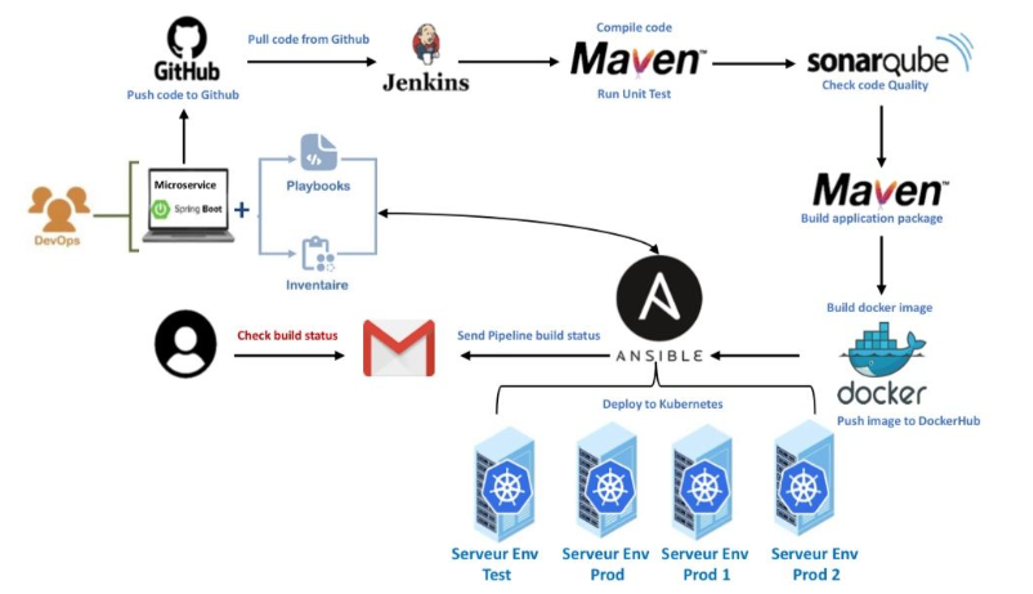 GitHub
Push code to Github
Pull code from Github
Jenkins
Compile code
Maven™
Run Unit Test
sonarqube
Check code Quality
Maven™
Build application package
Build docker image
docker
Push image to DockerHub
DevOps
Microservice
Spring Boot
+
Playbooks
Inventaire
ANSIBLE
Check build status
Send Pipeline build status
Deploy to Kubernetes
Serveur Env
Test
Serveur Env
Prod
Serveur Env
Prod 1
Serveur Env
Prod 2